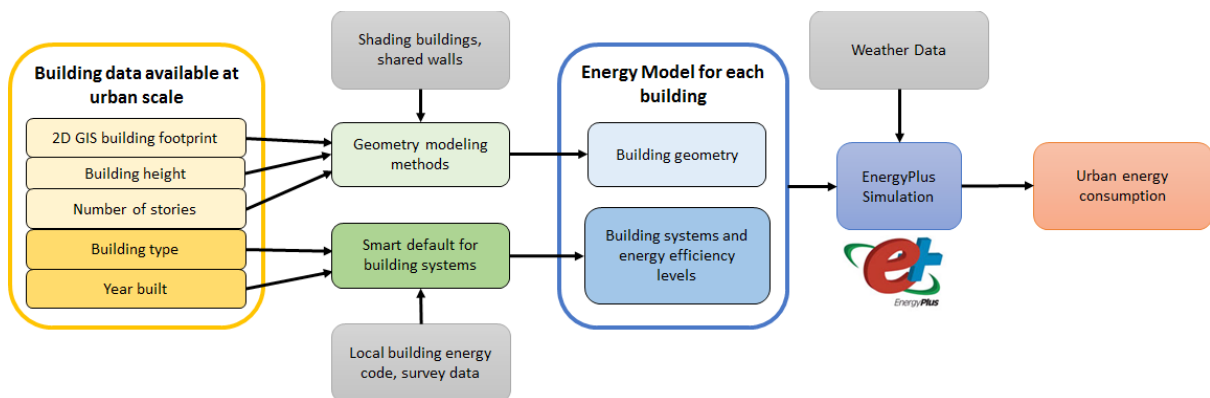 Building data available at
urban scale
2D GIS building footprint
Building height
Number of stories
Building type
Year built
Shading buildings,
shared walls
Geometry modeling
methods
Smart default for
building systems
Local building energy
code, survey data
Energy Model for each
building
Building geometry
Building systems and
energy efficiency
levels
Weather Data
EnergyPlus
Simulation
et
EnergyPlus
Urban energy
consumption